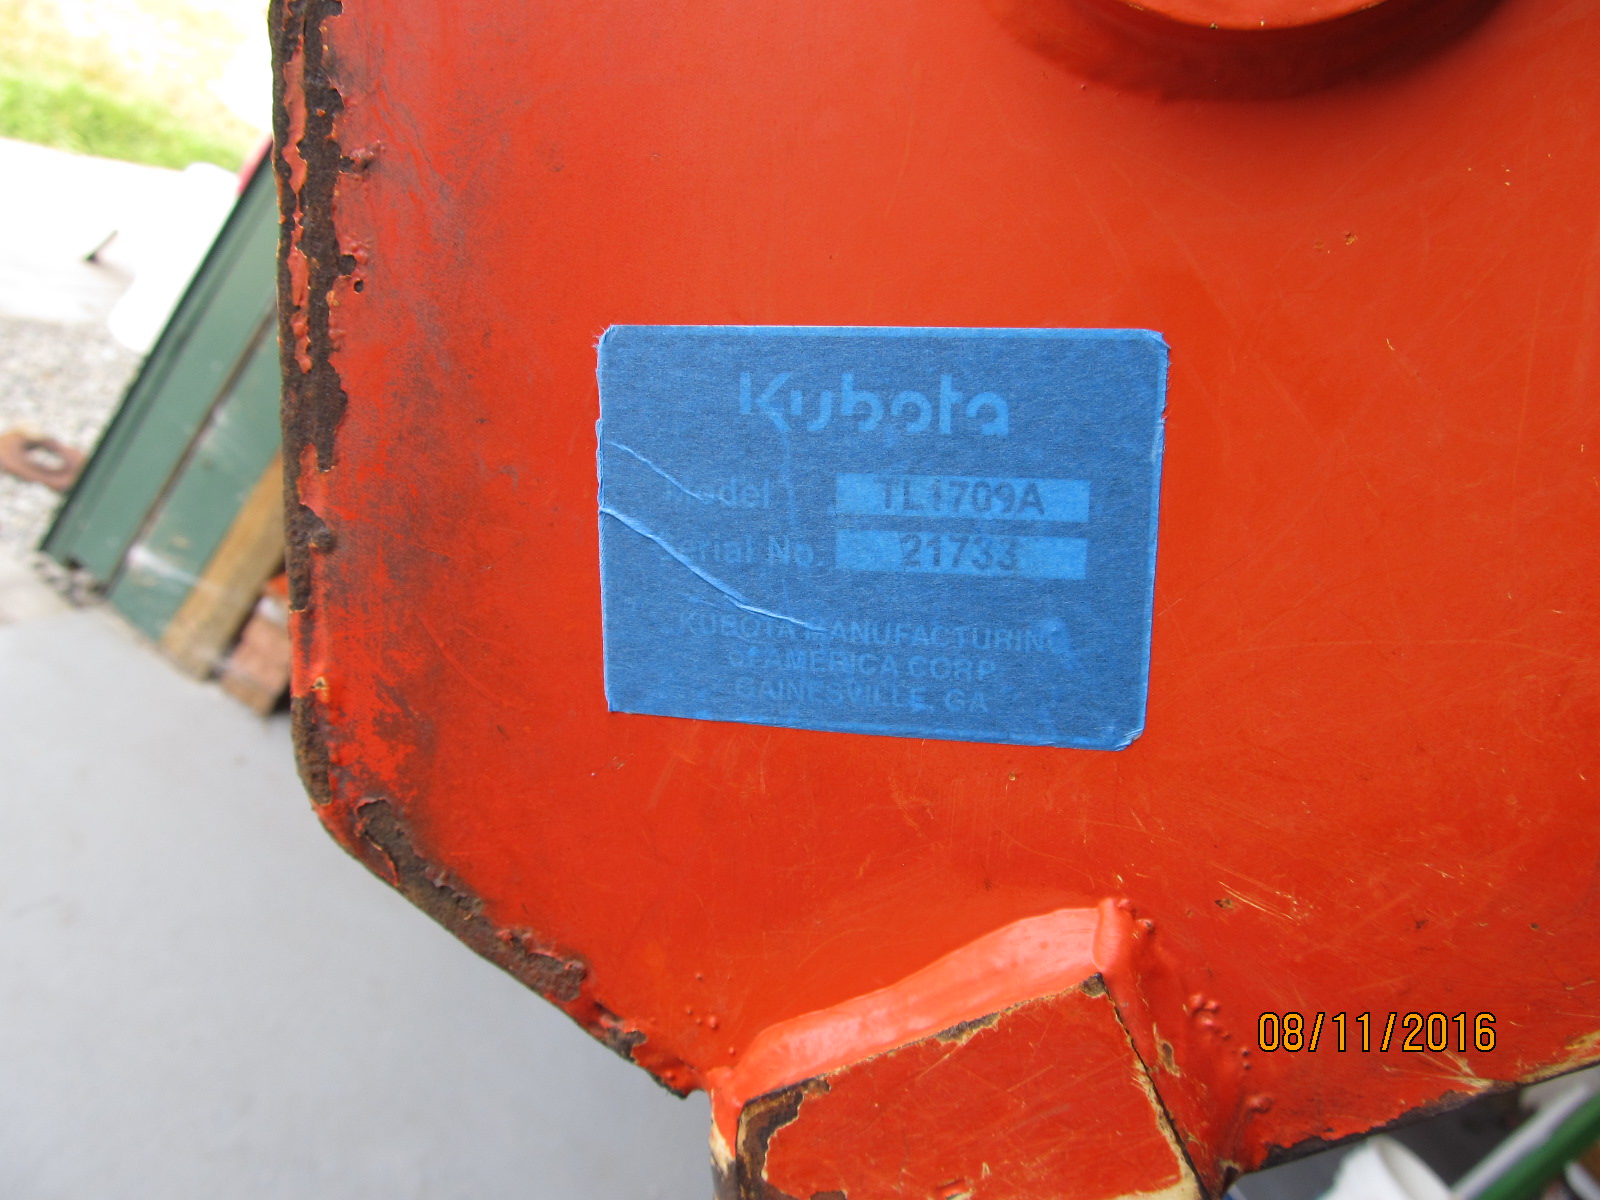 Kubota
Model TL1709A
Serial No. 21733
KUBOTA MANUFACTURING
OF AMERICA CORP
GAINESVILLE, GA
08/11/2016